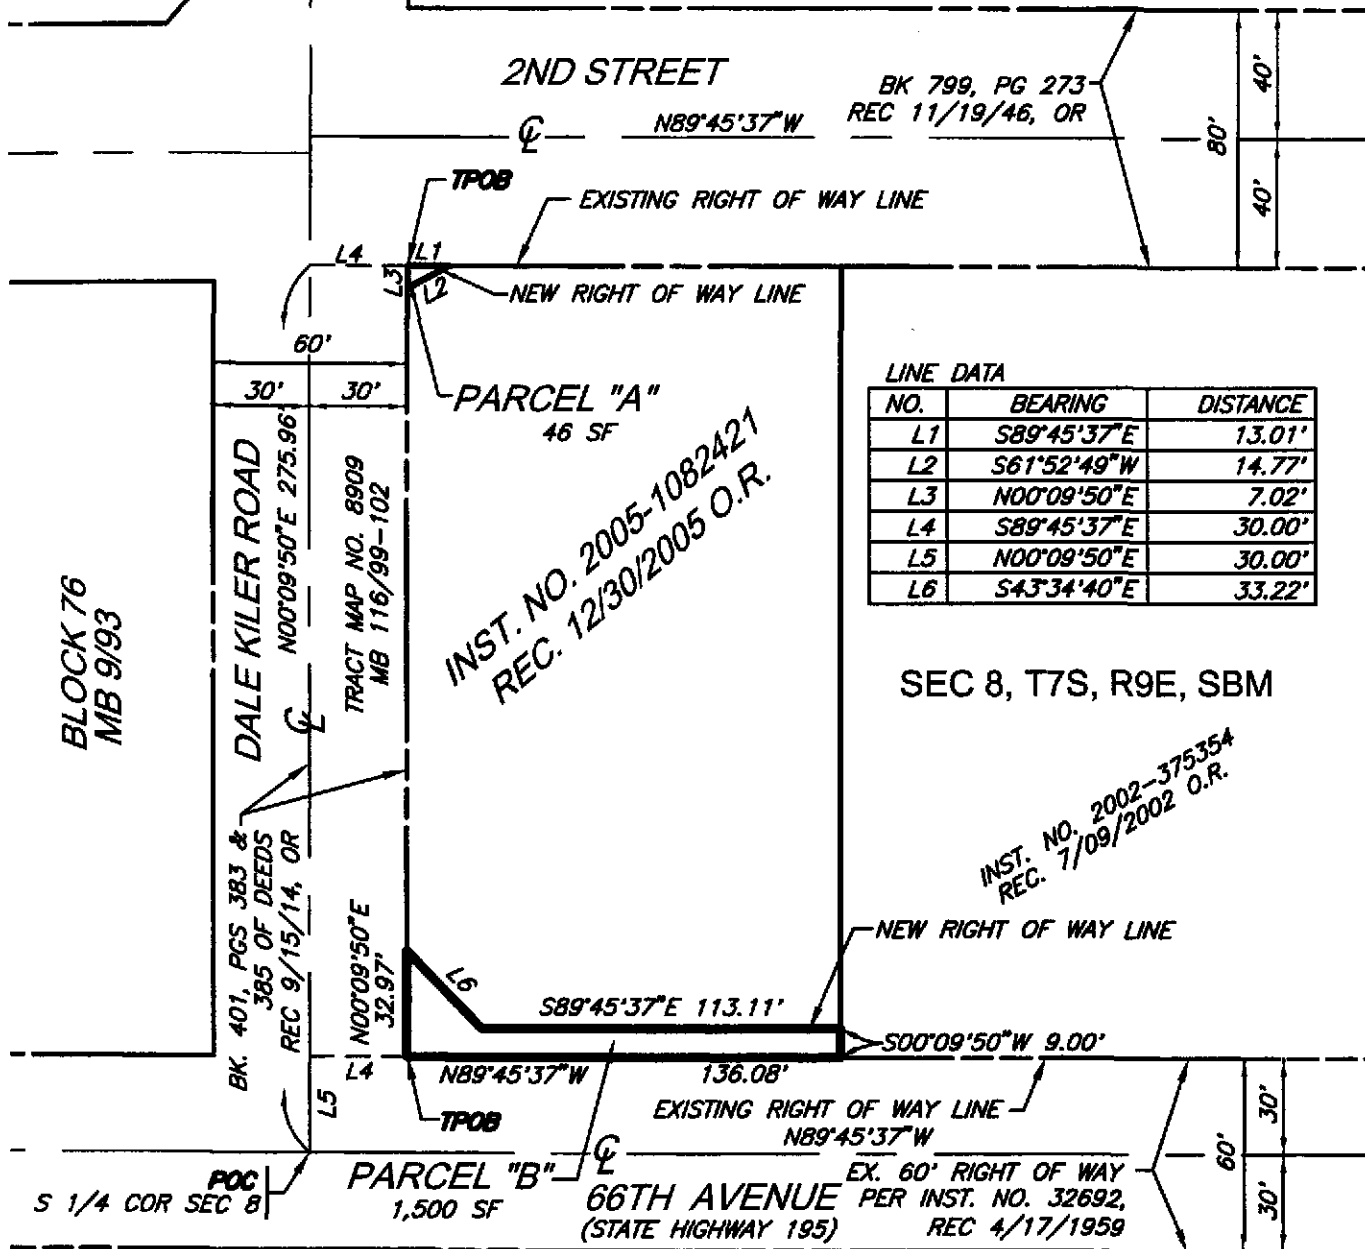 2ND STREET
BK 799, PG 273
REC 11/19/46, OR
℄
N89°45'37"W
40'
80'
40'
TPOB
EXISTING RIGHT OF WAY LINE
L4
L1
L3
L2
NEW RIGHT OF WAY LINE
60'
30'
30'
PARCEL "A"
46 SF
LINE DATA
NO. BEARING DISTANCE
L1 S89°45'37"E 13.01'
L2 S61°52'49"W 14.77'
L3 N00°09'50"E 7.02'
L4 S89°45'37"E 30.00'
L5 N00°09'50"E 30.00'
L6 S43°34'40"E 33.22'
BLOCK 76
MB 9/93
DALE KILER ROAD
N00°09'50"E 275.96'
℄
TRACT MAP NO. 8909
MB 116/99-102
INST. NO. 2005-1082421
REC. 12/30/2005 O.R.
SEC 8, T7S, R9E, SBM
INST. NO. 2002-375354
REC. 7/09/2002 O.R.
BK. 401, PGS 383 &
385 OF DEEDS
REC 9/15/14, OR
N00°09'50"E
32.97'
L6
NEW RIGHT OF WAY LINE
S89°45'37"E 113.11'
S00°09'50"W 9.00'
L4
N89°45'37"W
136.08'
L5
TPOB
EXISTING RIGHT OF WAY LINE
N89°45'37"W
30'
60'
30'
POC
S 1/4 COR SEC 8
PARCEL "B"
1,500 SF
℄
66TH AVENUE
(STATE HIGHWAY 195)
EX. 60' RIGHT OF WAY
PER INST. NO. 32692,
REC 4/17/1959